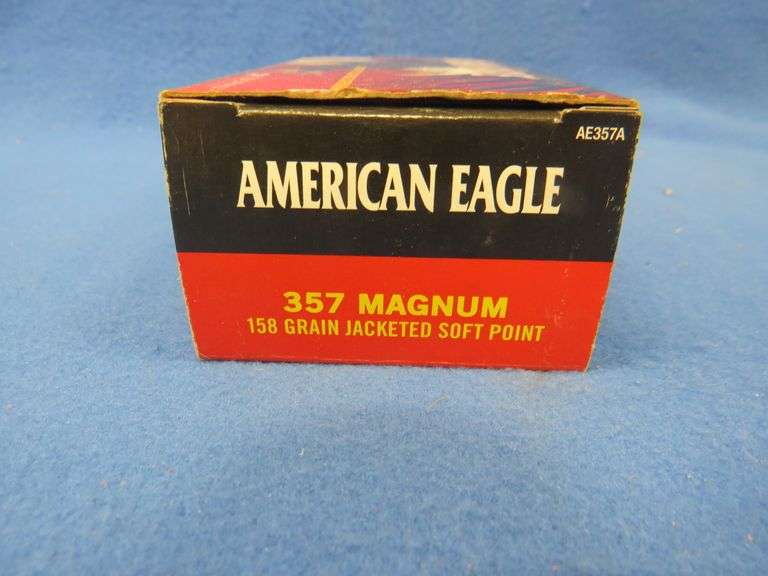 AE357A
AMERICAN EAGLE
357 MAGNUM
158 GRAIN JACKETED SOFT POINT